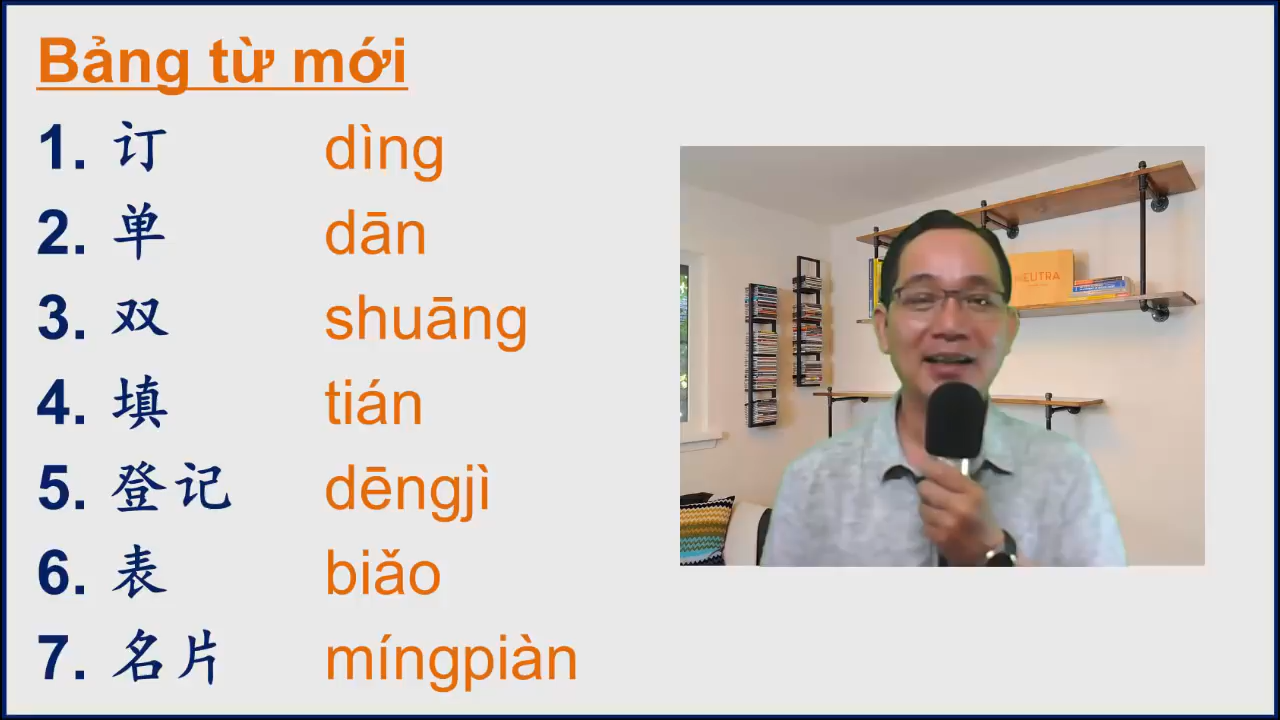 Bảng từ mới
1. 订 dìng
2. 单 dān
3. 双 shuāng
4. 填 tián
5. 登记 dēngjì
6. 表 biǎo
7. 名片 míngpiàn